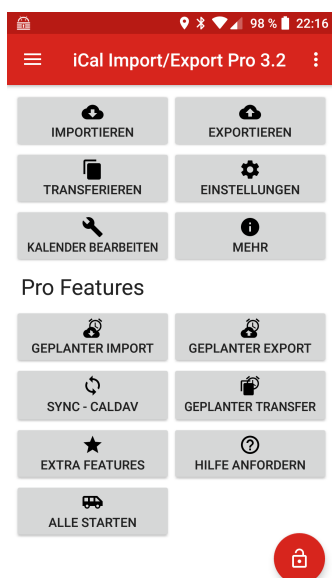 98 % 22:16
iCal Import/Export Pro 3.2
IMPORTIEREN EXPORTIEREN
TRANSFERIEREN EINSTELLUNGEN
KALENDER BEARBEITEN MEHR
Pro Features
GEPLANTER IMPORT GEPLANTER EXPORT
SYNC - CALDAV GEPLANTER TRANSFER
EXTRA FEATURES HILFE ANFORDERN
ALLE STARTEN